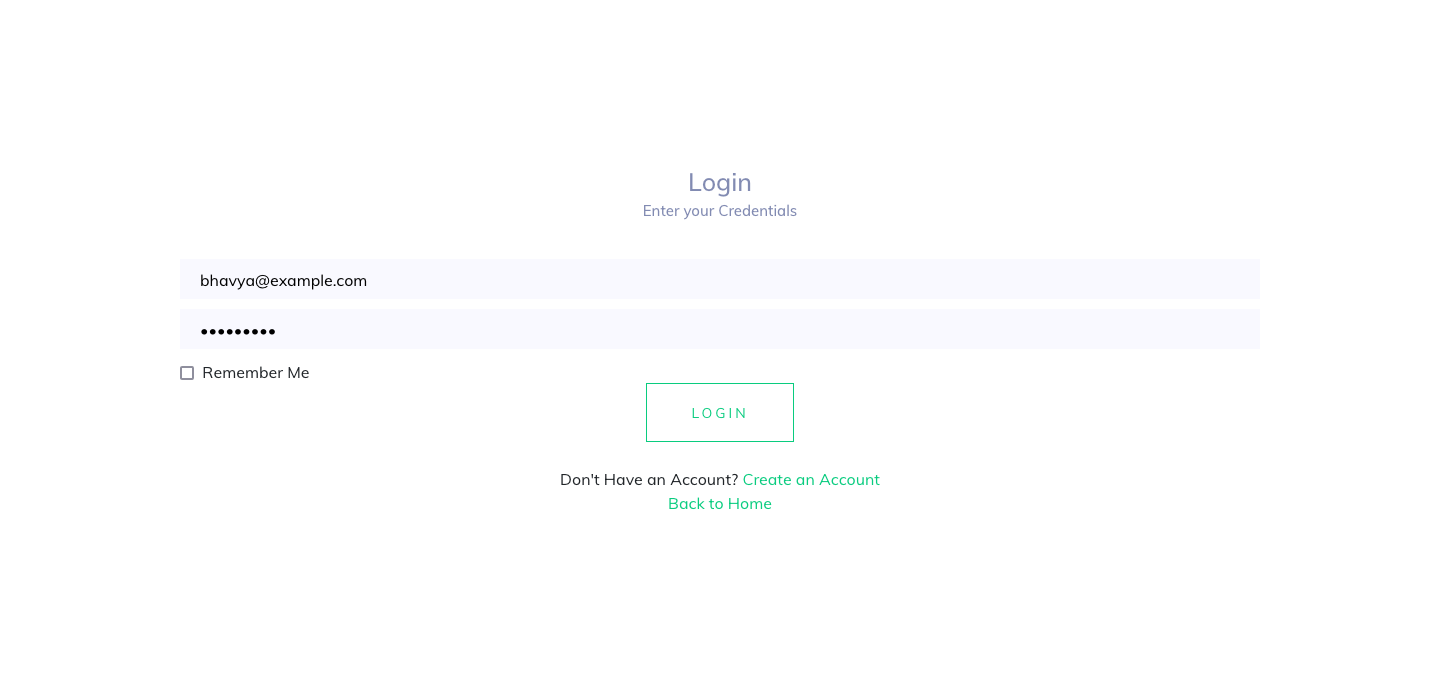 Login
Enter your Credentials
bhavya@example.com
•••••••••
Remember Me
LOGIN
Don't Have an Account? Create an Account
Back to Home